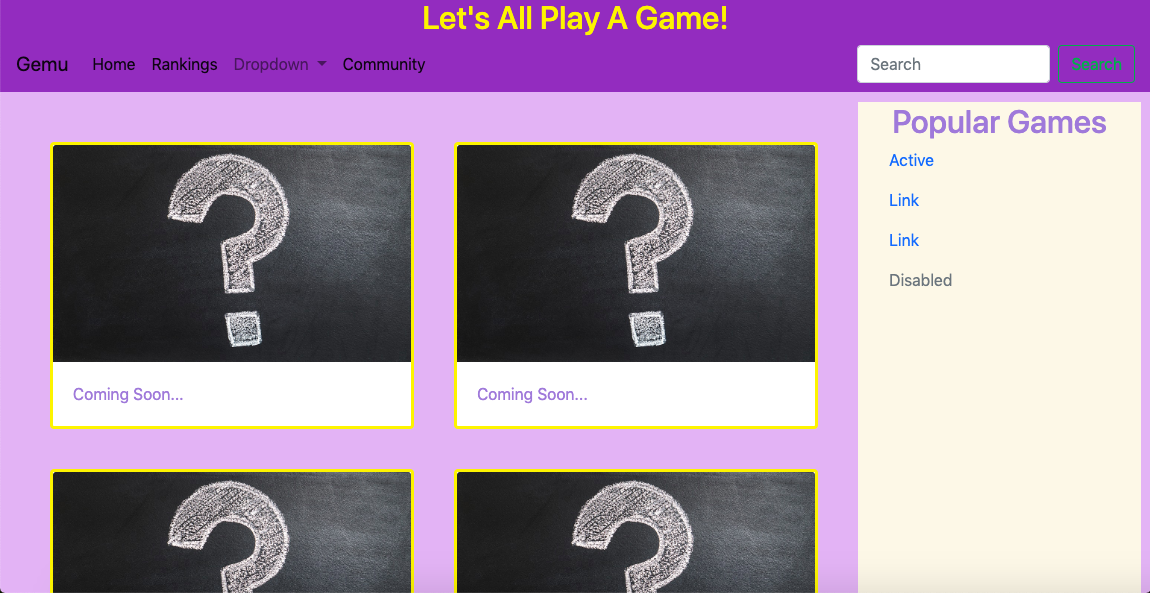 Let's All Play A Game!
Gemu Home Rankings Dropdown Community Search Search
Popular Games
Active
Link
Link
Disabled
Coming Soon... Coming Soon...